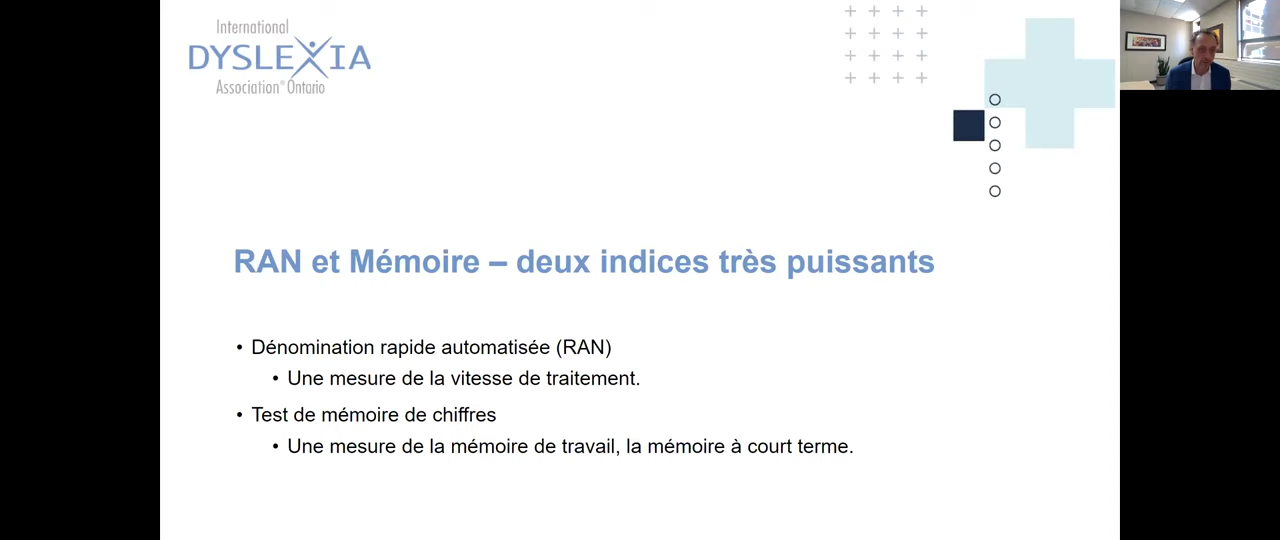 International
DYSLEXIA
Association® Ontario
RAN et Mémoire – deux indices très puissants
• Dénomination rapide automatisée (RAN)
• Une mesure de la vitesse de traitement.
• Test de mémoire de chiffres
• Une mesure de la mémoire de travail, la mémoire à court terme.